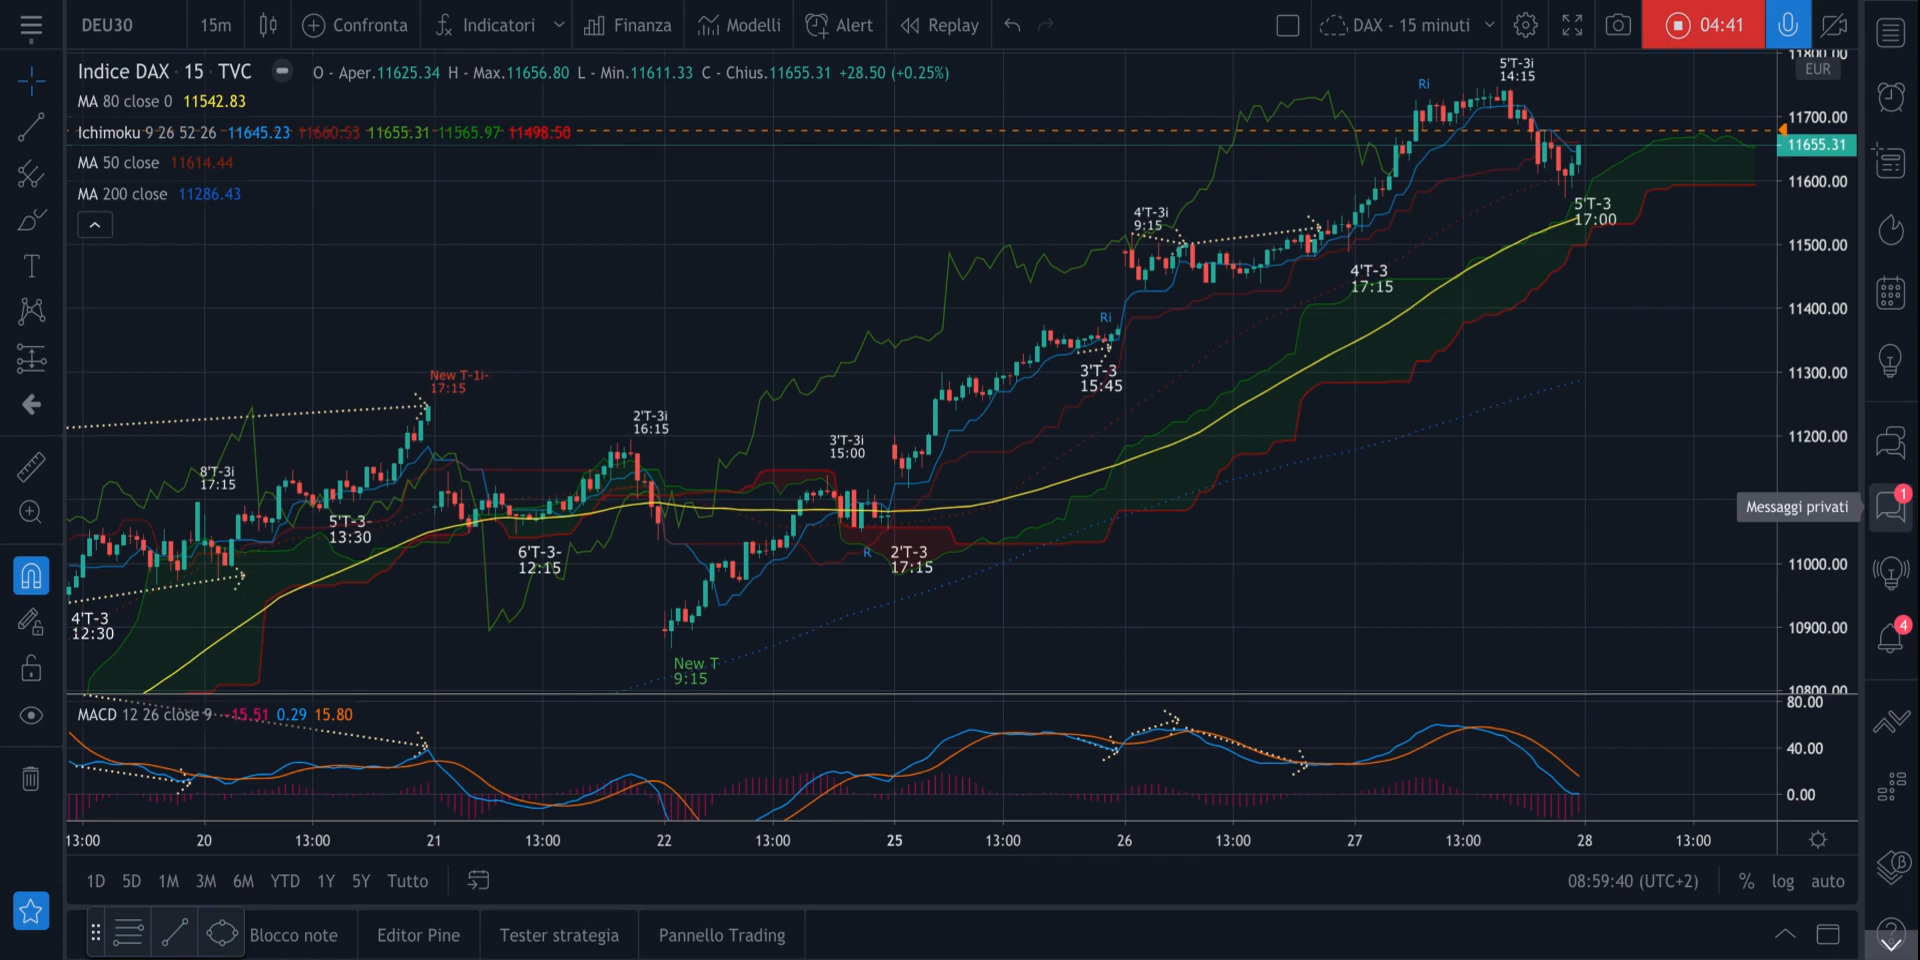 DEU30
15m
Confronta
Indicatori
Finanza
Modelli
Alert
Replay
DAX - 15 minuti
04:41
Indice DAX · 15 · TVC
O - Aper.11625.34 H - Max.11656.80 L - Min.11611.33 C - Chius.11655.31 +28.50 (+0.25%)
MA 80 close 0 11542.83
Ichimoku 9 26 52 26 11645.23 11660.53 11655.31 11565.97 11498.50
MA 50 close 11614.44
MA 200 close 11286.43
11800.00
EUR
11700.00
11655.31
11600.00
11500.00
11400.00
11300.00
11200.00
11000.00
10900.00
10800.00
Ri
5'T-3i
14:15
5'T-3
17:00
4'T-3i
9:15
4'T-3
17:15
Ri
3'T-3
15:45
New T-1i-
17:15
2'T-3i
16:15
3'T-3i
15:00
8'T-3i
17:15
5'T-3-
13:30
6'T-3-
12:15
R
2'T-3
17:15
4'T-3
12:30
New T
9:15
Messaggi privati
1
4
MACD 12 26 close 9 -15.51 0.29 15.80
80.00
40.00
0.00
13:00
20
13:00
21
13:00
22
13:00
25
13:00
26
13:00
27
13:00
28
13:00
1D 5D 1M 3M 6M YTD 1Y 5Y Tutto
08:59:40 (UTC+2)
% log auto
Blocco note
Editor Pine
Tester strategia
Pannello Trading